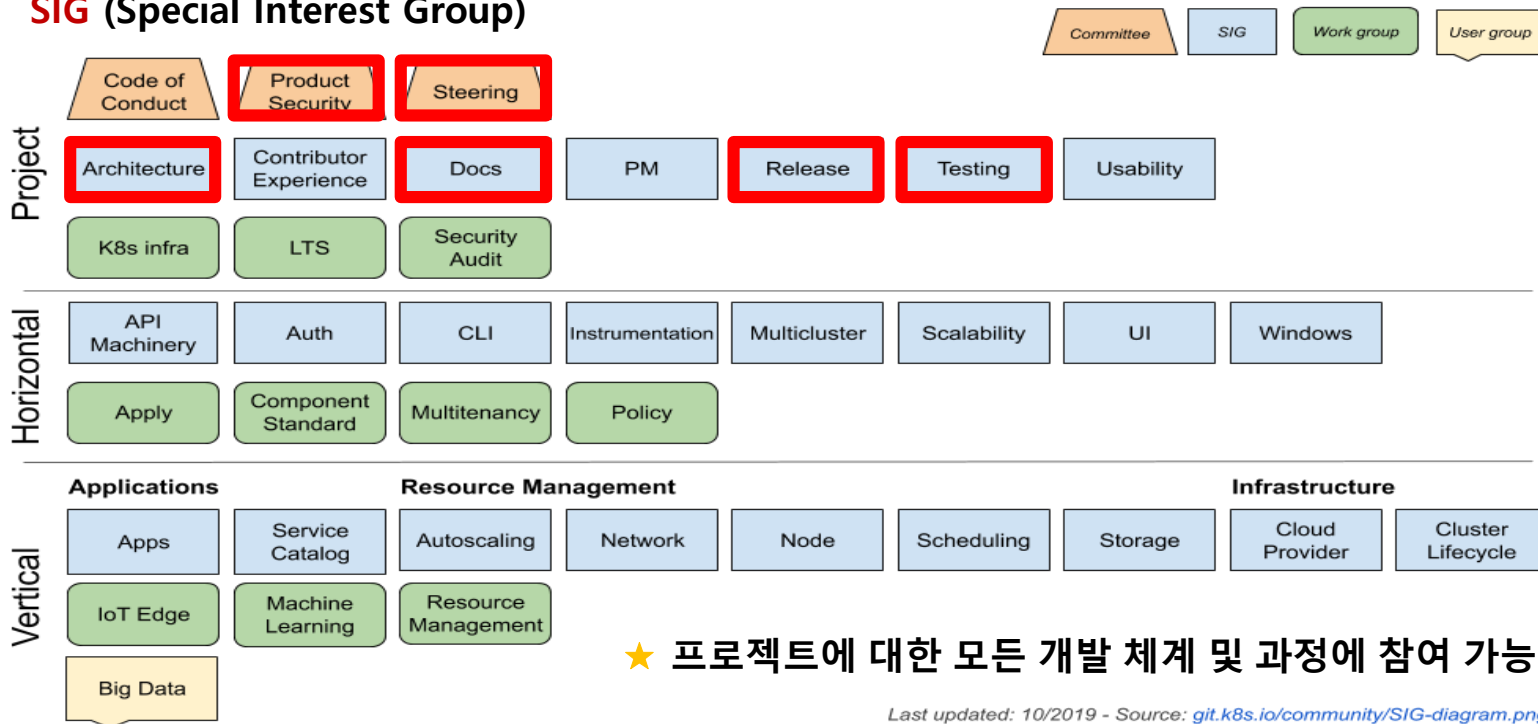 SIG (Special Interest Group)
Committee
SIG
Work group
User group
Project
Code of
Conduct
Product
Security
Steering
Architecture
Contributor
Experience
Docs
PM
Release
Testing
Usability
K8s infra
LTS
Security
Audit
Horizontal
API
Machinery
Auth
CLI
Instrumentation
Multicluster
Scalability
UI
Windows
Apply
Component
Standard
Multitenancy
Policy
Vertical
Applications
Resource Management
Infrastructure
Apps
Service
Catalog
Autoscaling
Network
Node
Scheduling
Storage
Cloud
Provider
Cluster
Lifecycle
IoT Edge
Machine
Learning
Resource
Management
Big Data
★ 프로젝트에 대한 모든 개발 체계 및 과정에 참여 가능
Last updated: 10/2019 - Source: git.k8s.io/community/SIG-diagram.png